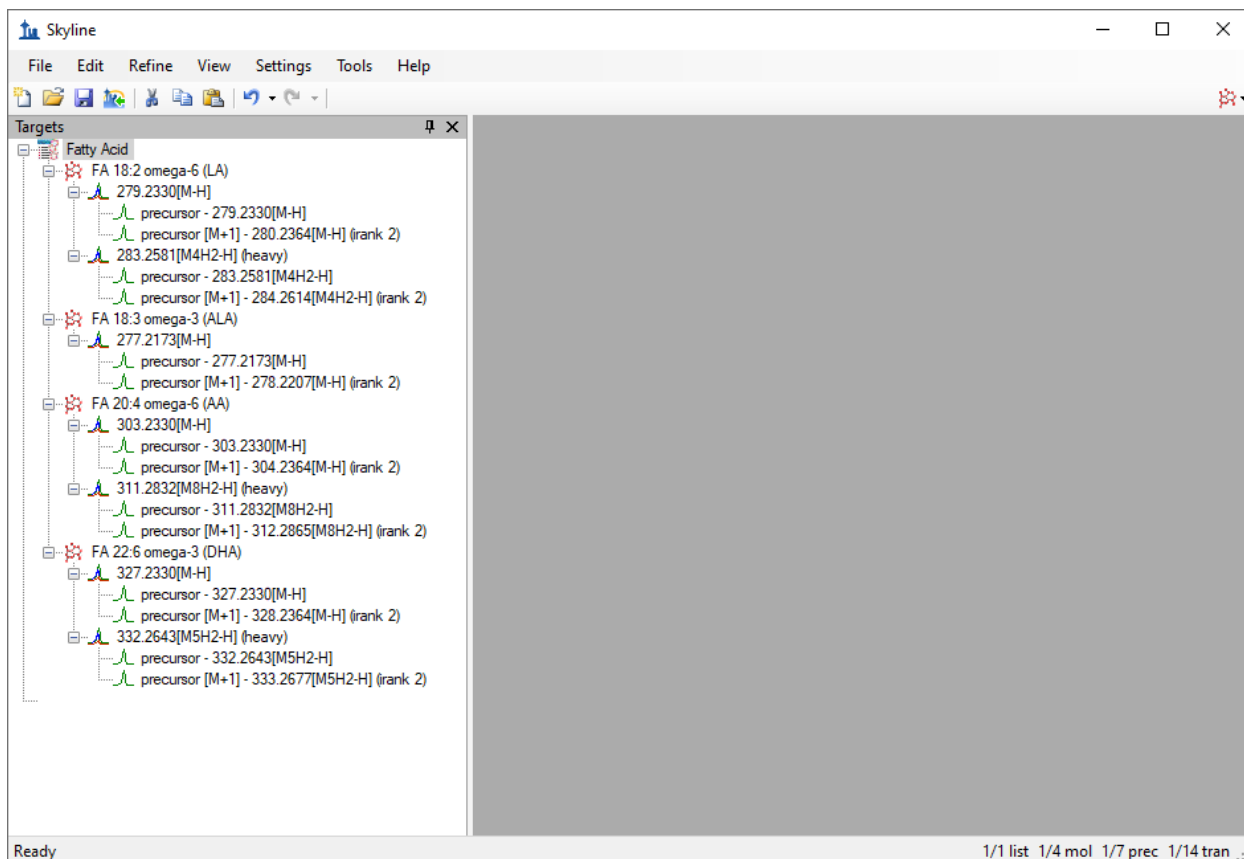 Skyline
File Edit Refine View Settings Tools Help
Targets
Fatty Acid
FA 18:2 omega-6 (LA)
279.2330[M-H]
precursor - 279.2330[M-H]
precursor [M+1] - 280.2364[M-H] (irank 2)
283.2581[M4H2-H] (heavy)
precursor - 283.2581[M4H2-H]
precursor [M+1] - 284.2614[M4H2-H] (irank 2)
FA 18:3 omega-3 (ALA)
277.2173[M-H]
precursor - 277.2173[M-H]
precursor [M+1] - 278.2207[M-H] (irank 2)
FA 20:4 omega-6 (AA)
303.2330[M-H]
precursor - 303.2330[M-H]
precursor [M+1] - 304.2364[M-H] (irank 2)
311.2832[M8H2-H] (heavy)
precursor - 311.2832[M8H2-H]
precursor [M+1] - 312.2865[M8H2-H] (irank 2)
FA 22:6 omega-3 (DHA)
327.2330[M-H]
precursor - 327.2330[M-H]
precursor [M+1] - 328.2364[M-H] (irank 2)
332.2643[M5H2-H] (heavy)
precursor - 332.2643[M5H2-H]
precursor [M+1] - 333.2677[M5H2-H] (irank 2)
Ready 1/1 list 1/4 mol 1/7 prec 1/14 tran